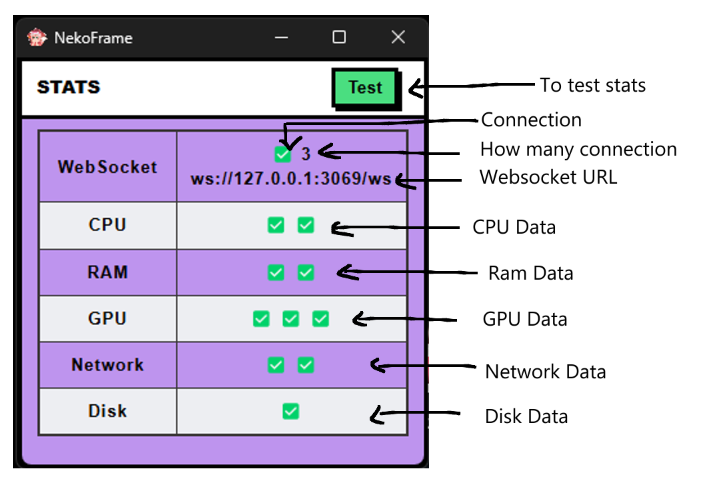 NekoFrame
STATS
Test
To test stats
Connection
WebSocket
3
How many connection
ws://127.0.0.1:3069/ws
Websocket URL
CPU
CPU Data
RAM
Ram Data
GPU
GPU Data
Network
Network Data
Disk
Disk Data